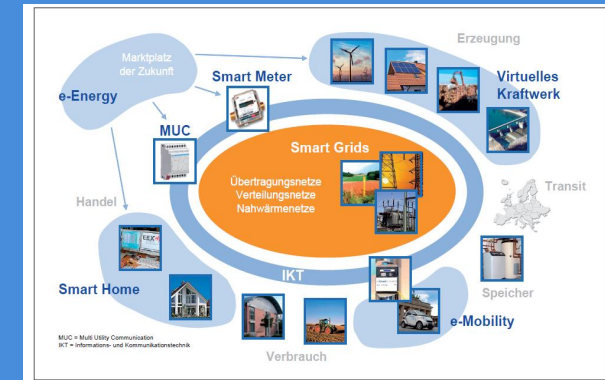 Erzeugung
Marktplatz
der Zukunft
e-Energy
Smart Meter
Virtuelles
Kraftwerk
MUC
Smart Grids
Übertragungsnetze
Verteilungsnetze
Nahwärmenetze
Transit
Handel
IKT
Smart Home
Speicher
e-Mobility
MUC = Multi Utility Communication
IKT = Informations- und Kommunikationstechnik
Verbrauch